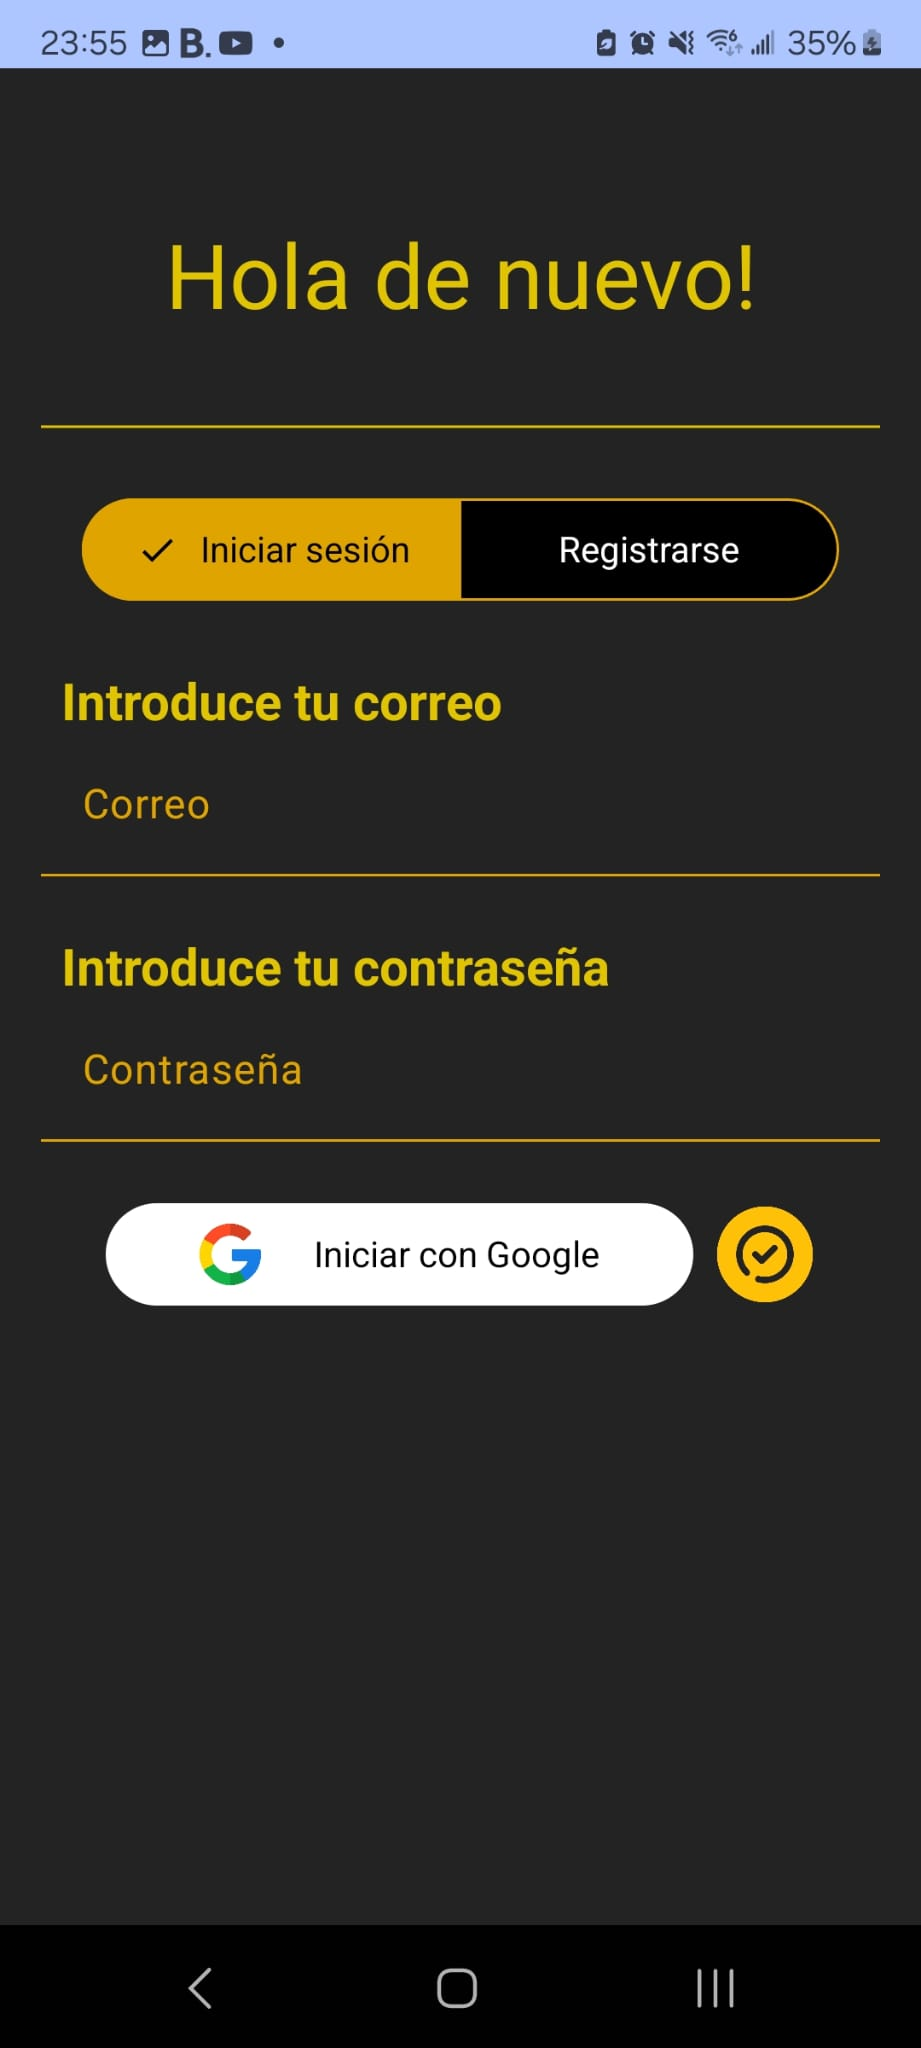 23:55 B. 6 35%
Hola de nuevo!
Iniciar sesión Registrarse
Introduce tu correo
Correo
Introduce tu contraseña
Contraseña
Iniciar con Google